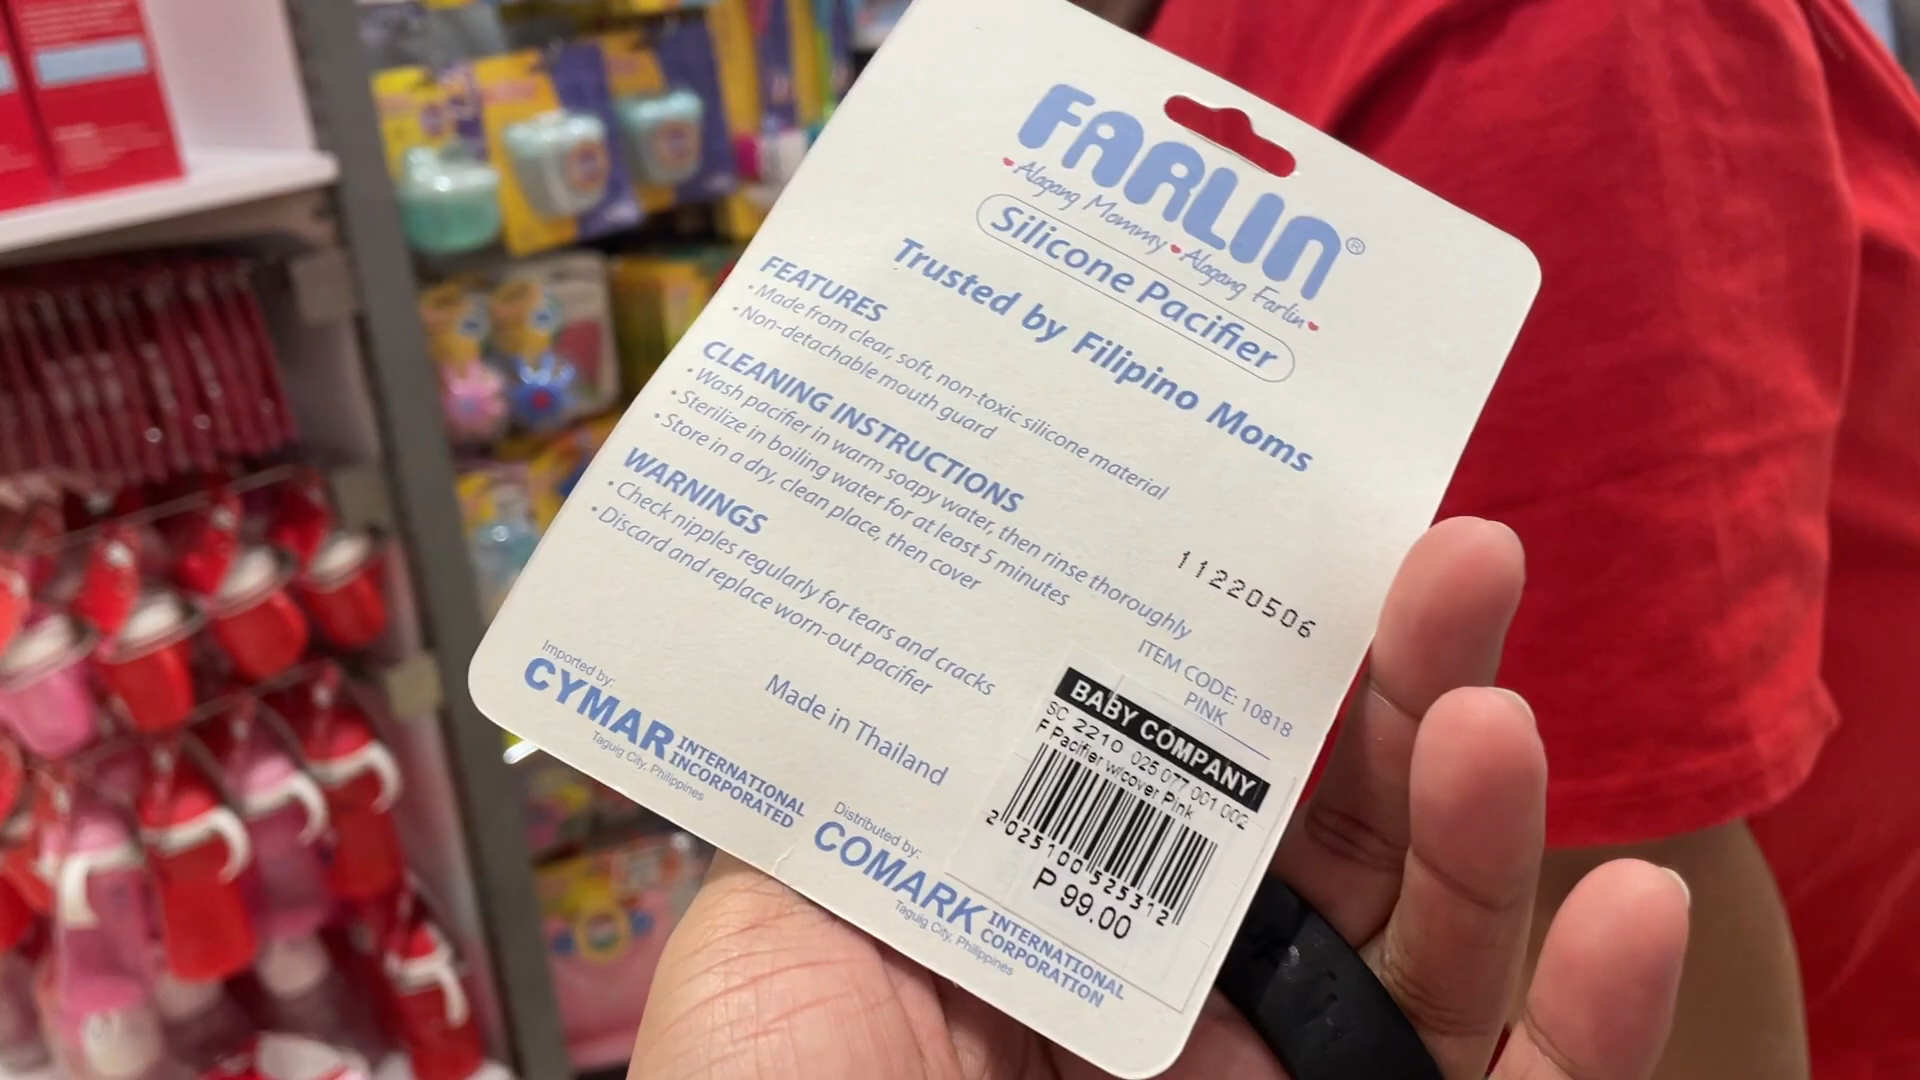 FARLIN®
Alagang Mommy Alagang Farlin
Silicone Pacifier
Trusted by Filipino Moms
FEATURES
• Made from clear, soft, non-toxic silicone material
• Non-detachable mouth guard
CLEANING INSTRUCTIONS
• Wash pacifier in warm soapy water, then rinse thoroughly
• Sterilize in boiling water for at least 5 minutes
• Store in a dry, clean place, then cover
WARNINGS
• Check nipples regularly for tears and cracks
• Discard and replace worn-out pacifier
11220506
ITEM CODE: 10818
PINK
Made in Thailand
Imported by:
CYMAR INTERNATIONAL
INCORPORATED
Taguig City, Philippines
Distributed by:
COMARK INTERNATIONAL
CORPORATION
Taguig City, Philippines
BABY COMPANY
SC 2210 025 077 001 002
F Pacifier w/cover Pink
2 025100 525312
P 99.00